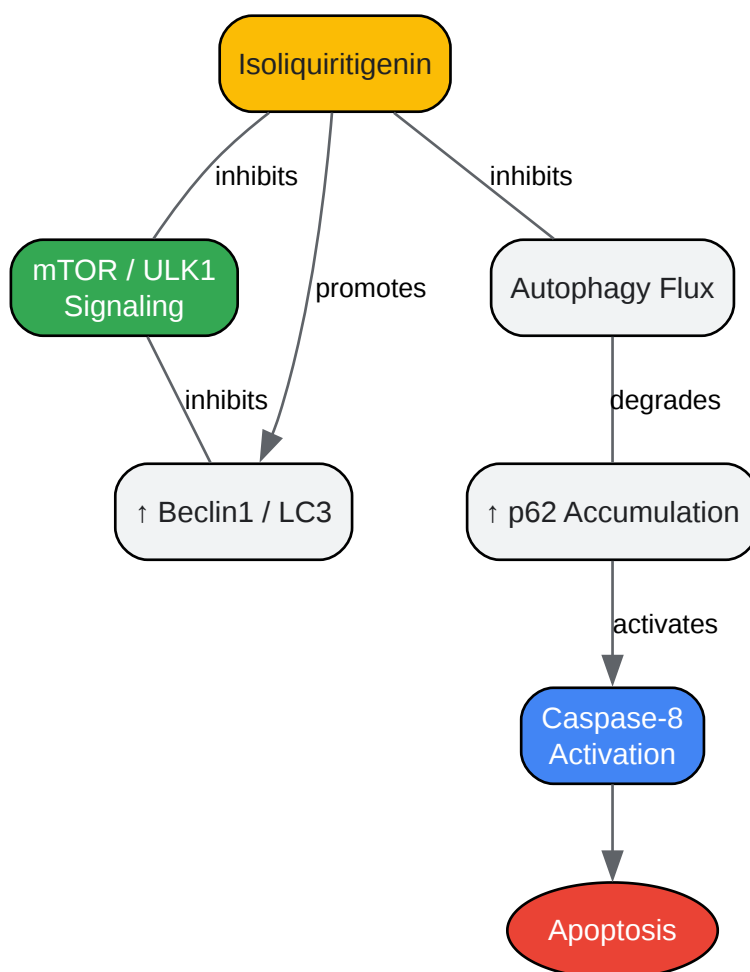 Isoliquiritigenin
inhibits
inhibits
mTOR / ULK1
Signaling
promotes
Autophagy Flux
inhibits
degrades
↑ Beclin1 / LC3
↑ p62 Accumulation
activates
Caspase-8
Activation
Apoptosis